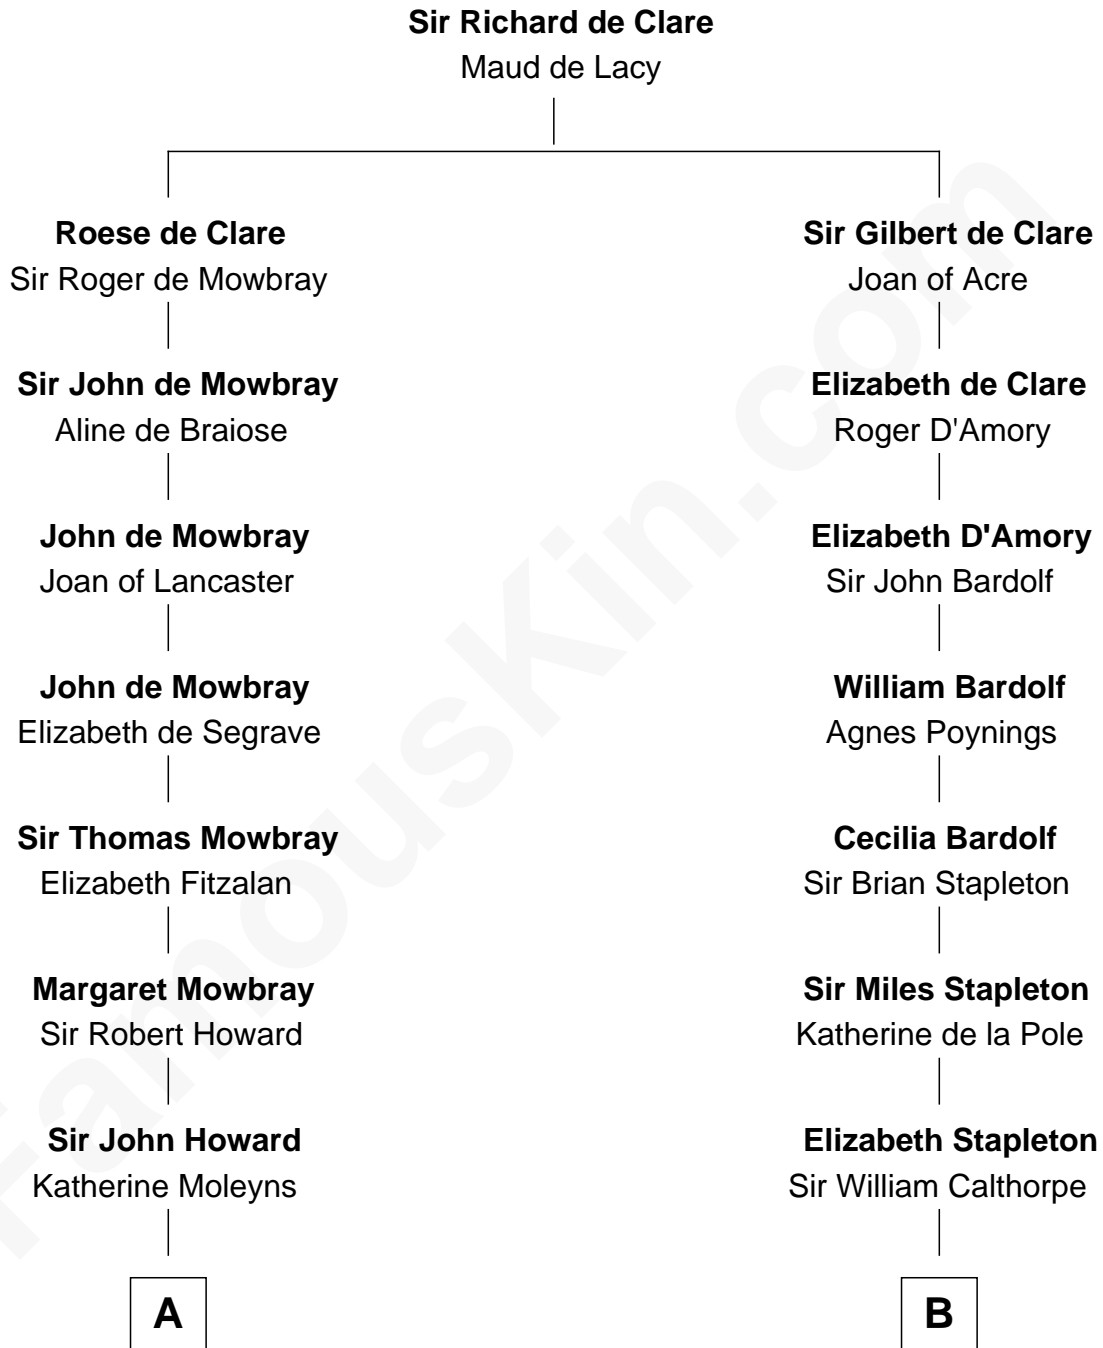 Sir Richard de Clare
Maud de Lacy
Roese de Clare
Sir Roger de Mowbray
Sir Gilbert de Clare
Joan of Acre
Sir John de Mowbray
Aline de Braiose
Elizabeth de Clare
Roger D'Amory
John de Mowbray
Joan of Lancaster
Elizabeth D'Amory
Sir John Bardolf
John de Mowbray
Elizabeth de Segrave
William Bardolf
Agnes Poynings
Sir Thomas Mowbray
Elizabeth Fitzalan
Cecilia Bardolf
Sir Brian Stapleton
Margaret Mowbray
Sir Robert Howard
Sir Miles Stapleton
Katherine de la Pole
Sir John Howard
Katherine Moleyns
Elizabeth Stapleton
Sir William Calthorpe
A
B
FamousKin.com